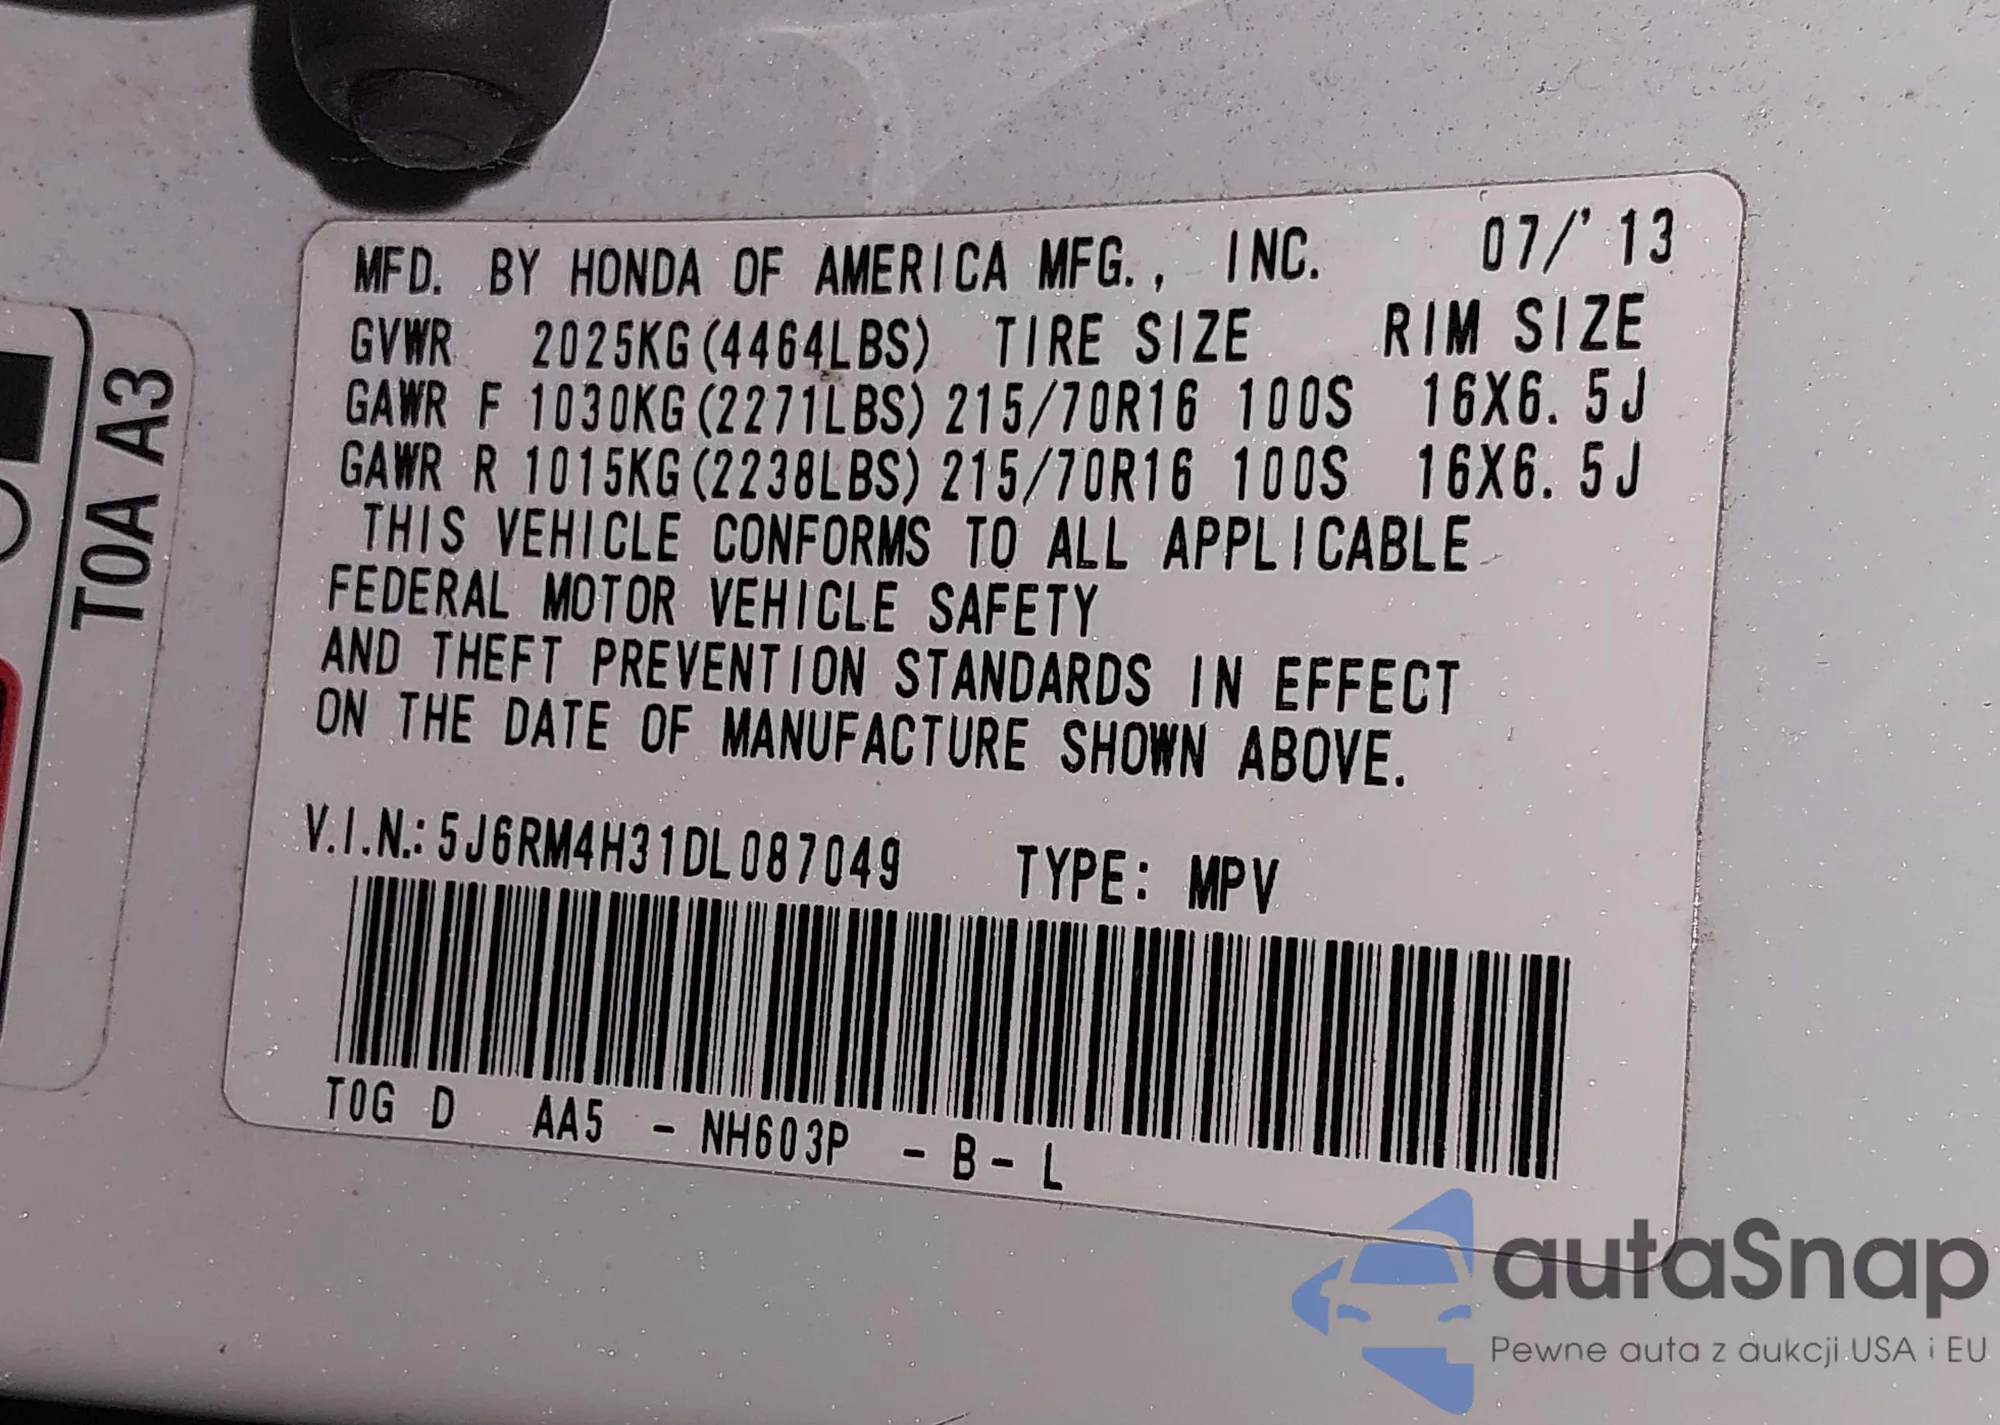 MFD. BY HONDA OF AMERICA MFG., INC. 07/'13
GVWR 2025KG(4464LBS) TIRE SIZE RIM SIZE
GAWR F 1030KG(2271LBS) 215/70R16 100S 16X6.5J
GAWR R 1015KG(2238LBS) 215/70R16 100S 16X6.5J
THIS VEHICLE CONFORMS TO ALL APPLICABLE
FEDERAL MOTOR VEHICLE SAFETY
AND THEFT PREVENTION STANDARDS IN EFFECT
ON THE DATE OF MANUFACTURE SHOWN ABOVE.
V.I.N.: 5J6RM4H31DL087049 TYPE: MPV
T0G D AA5 - NH603P - B - L
T0A A3
autaSnap
Pewne auta z aukcji USA i EU